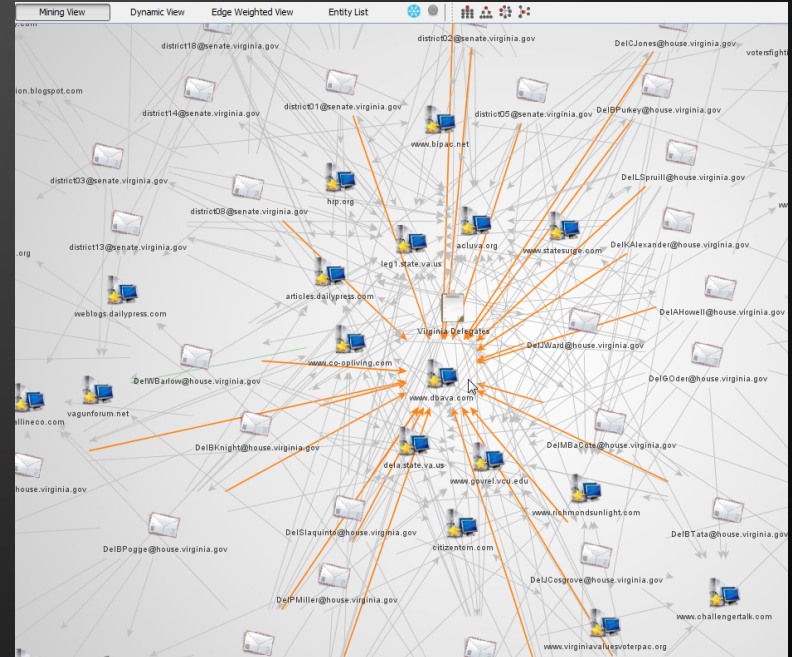 Mining View
Dynamic View
Edge Weighted View
Entity List
district18@senate.virginia.gov
district02@senate.virginia.gov
DelCJones@house.virginia.gov
votersfighti
ion.blogspot.com
district14@senate.virginia.gov
district01@senate.virginia.gov
district05@senate.virginia.gov
DelBPurkey@house.virginia.gov
www.bipac.net
district03@senate.virginia.gov
DelLSpruill@house.virginia.gov
hip.org
district08@senate.virginia.gov
district13@senate.virginia.gov
.org
leg1.state.va.us
acluva.org
www.statesurge.com
DelKAlexander@house.virginia.gov
articles.dailypress.com
weblogs.dailypress.com
DelAHowell@house.virginia.gov
Virginia Delegates
DelJWard@house.virginia.gov
www.co-opliving.com
DelWBarlow@house.virginia.gov
DelGOder@house.virginia.gov
www.dbava.com
vagunforum.net
allineco.com
DelBKnight@house.virginia.gov
DelMBaCote@house.virginia.gov
dela.state.va.us
www.govrel.vcu.edu
house.virginia.gov
www.richmondsunlight.com
DelSIaquinto@house.virginia.gov
DelBTata@house.virginia.gov
DelBPogge@house.virginia.gov
citizentom.com
DelJCosgrove@house.virginia.gov
DelPMiller@house.virginia.gov
www.challengertalk.com
www.virginiavaluesvoterpac.org